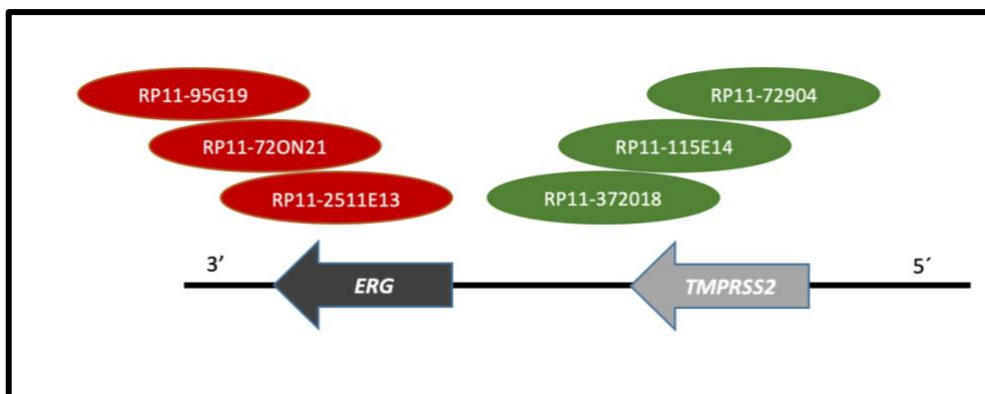 RP11-95G19
RP11-72904
RP11-72ON21
RP11-115E14
RP11-2511E13
RP11-372018
3’
5´
ERG
TMPRSS2